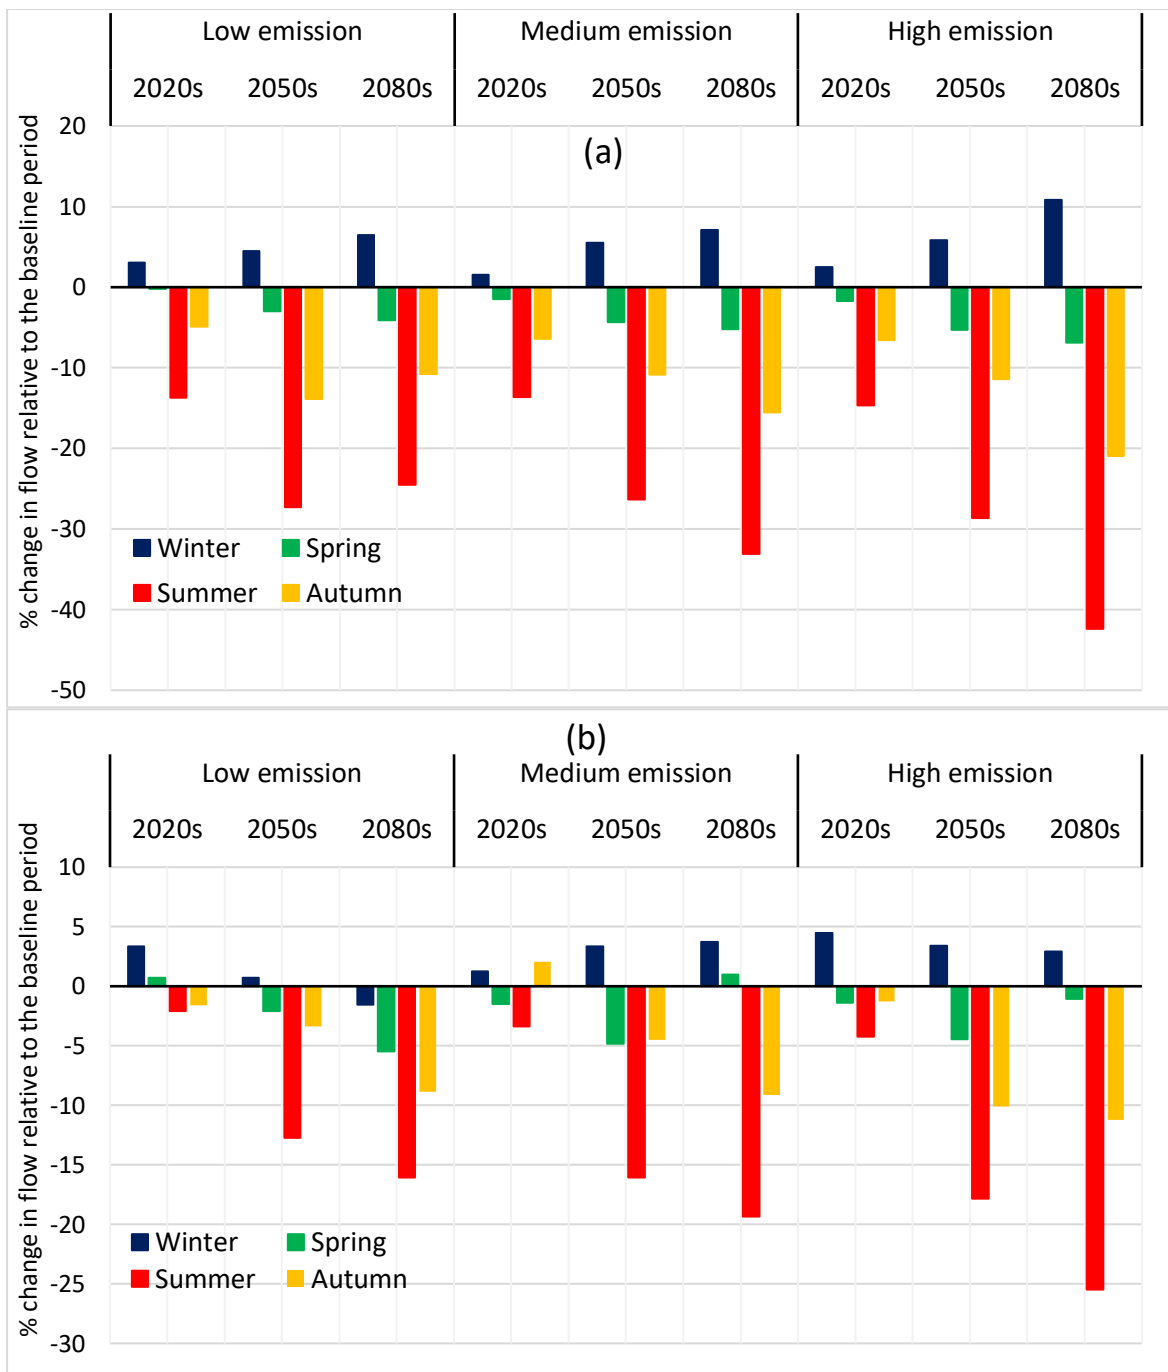 Low emission Medium emission High emission
2020s 2050s 2080s 2020s 2050s 2080s 2020s 2050s 2080s
(a)
% change in flow relative to the baseline period
20
10
0
-10
-20
-30
-40
-50
Winter Spring
Summer Autumn
(b)
Low emission Medium emission High emission
2020s 2050s 2080s 2020s 2050s 2080s 2020s 2050s 2080s
% change in flow relative to the baseline period
10
5
0
-5
-10
-15
-20
-25
-30
Winter Spring
Summer Autumn